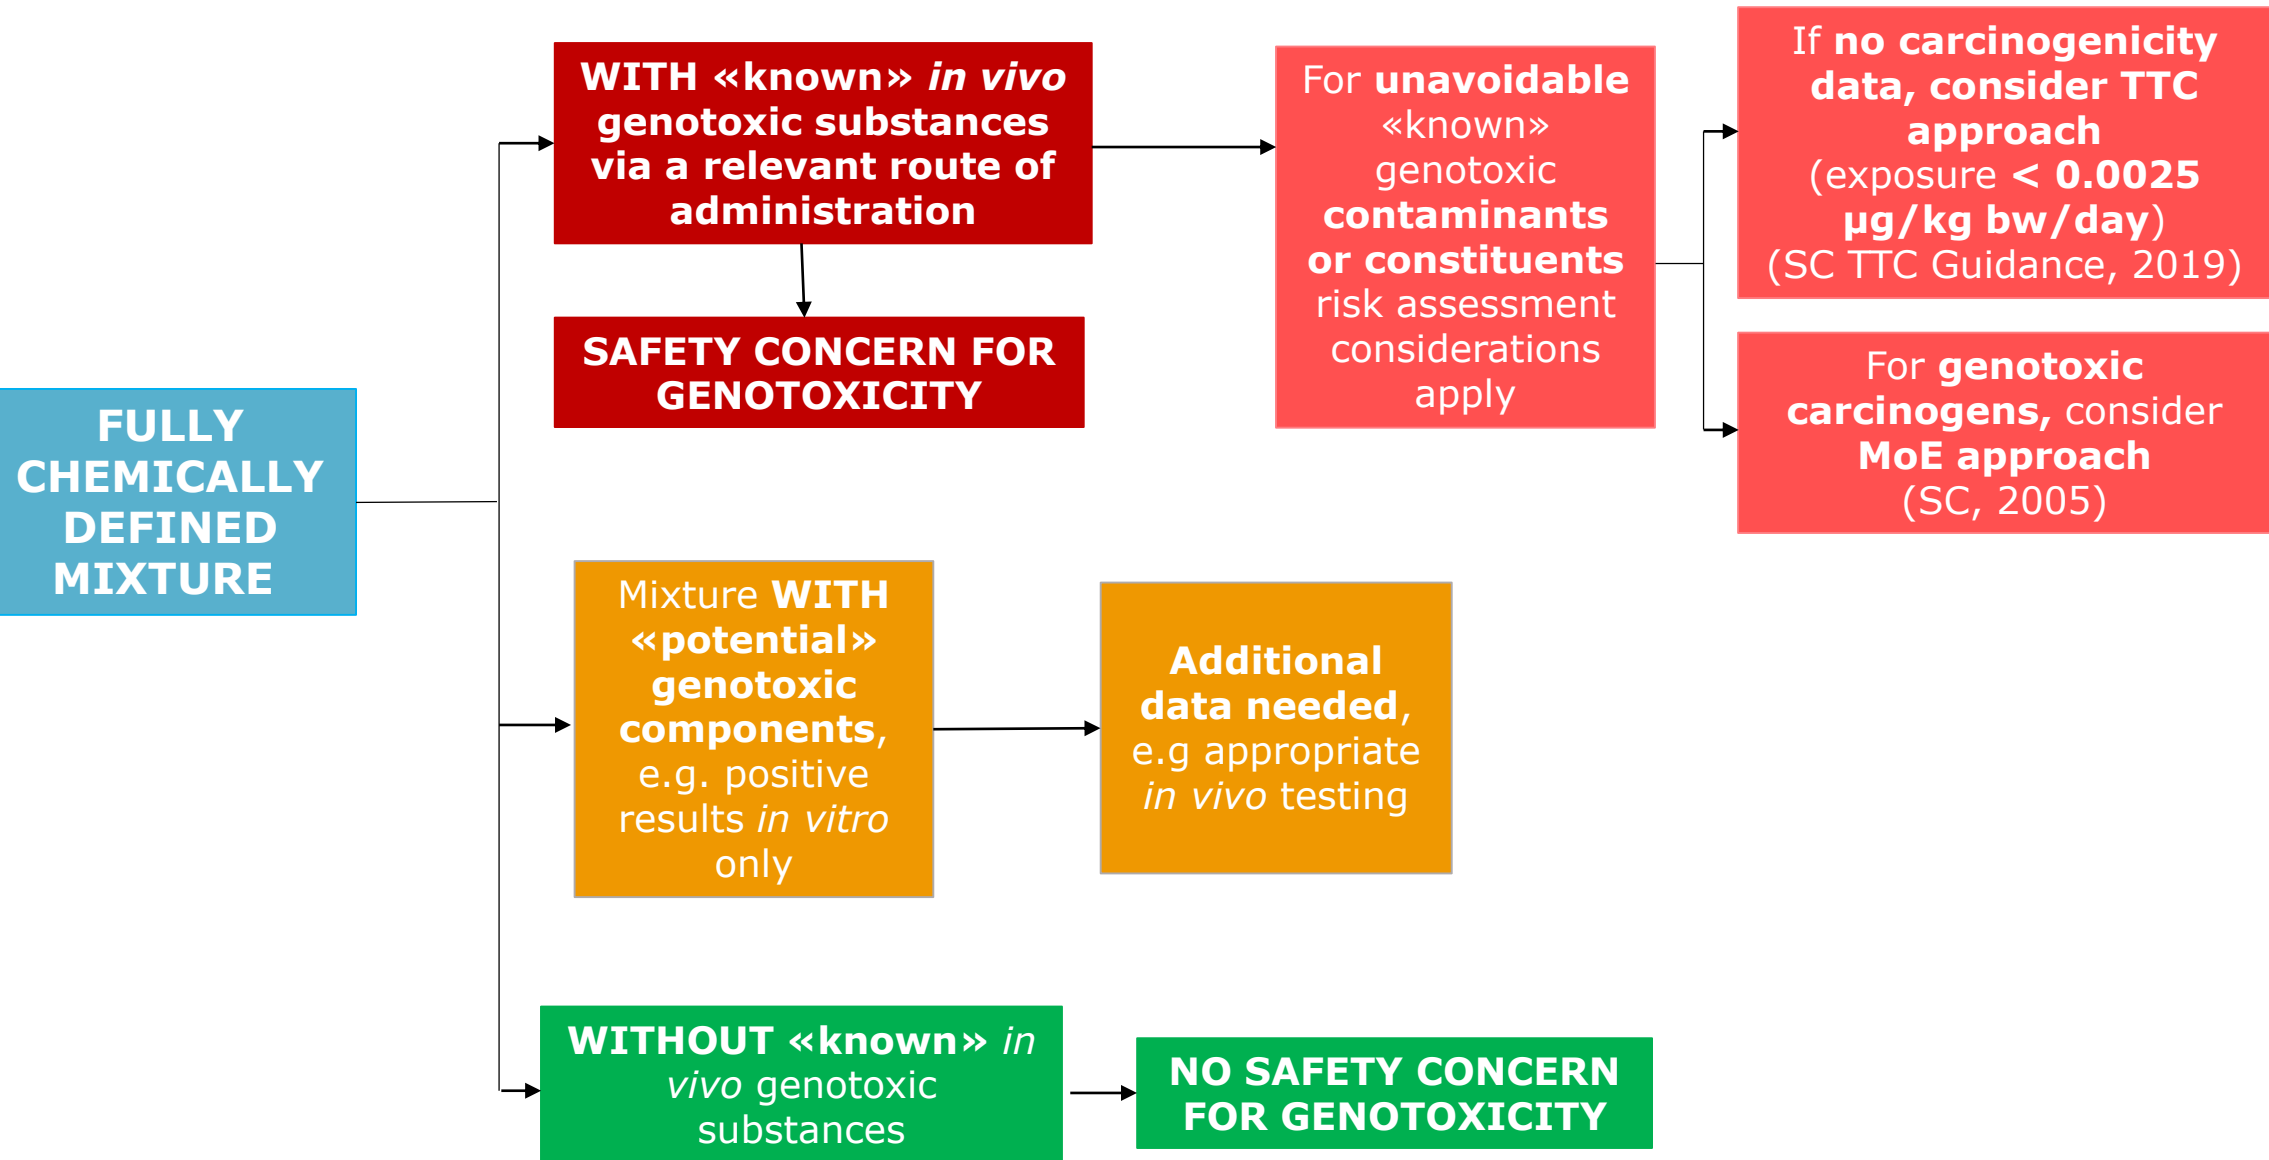 FULLY
CHEMICALLY
DEFINED
MIXTURE
WITH «known» in vivo
genotoxic substances
via a relevant route of
administration
SAFETY CONCERN FOR
GENOTOXICITY
For unavoidable
«known»
genotoxic
contaminants
or constituents
risk assessment
considerations
apply
If no carcinogenicity
data, consider TTC
approach
(exposure < 0.0025
µg/kg bw/day)
(SC TTC Guidance, 2019)
For genotoxic
carcinogens, consider
MoE approach
(SC, 2005)
Mixture WITH
«potential»
genotoxic
components,
e.g. positive
results in vitro
only
Additional
data needed,
e.g appropriate
in vivo testing
WITHOUT «known» in
vivo genotoxic
substances
NO SAFETY CONCERN
FOR GENOTOXICITY